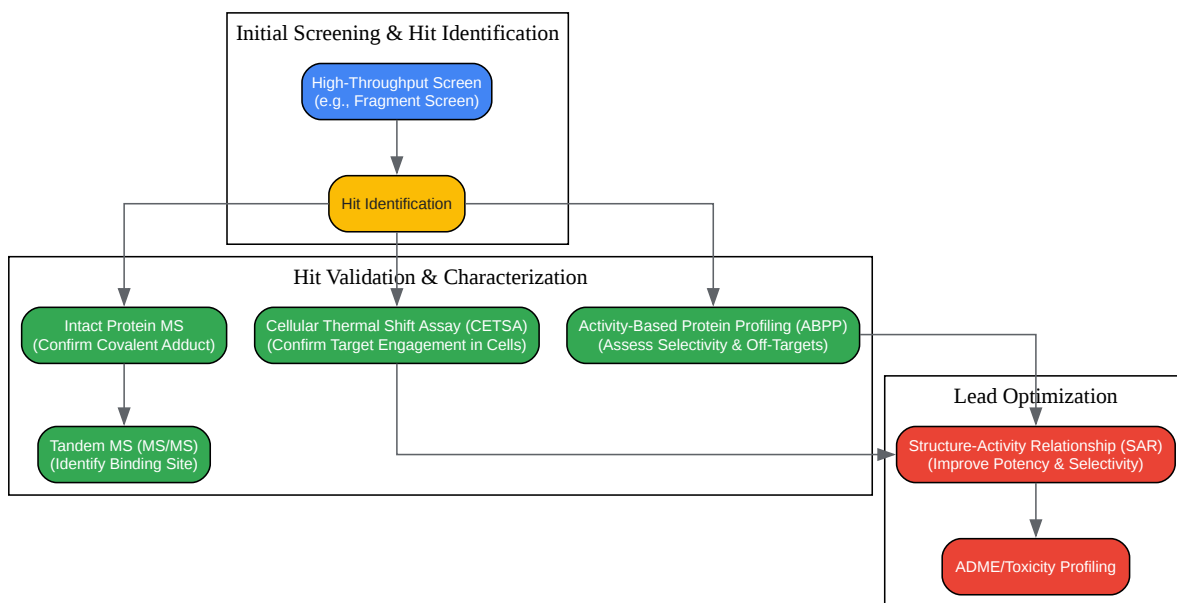 Initial Screening & Hit Identification
High-Throughput Screen
(e.g., Fragment Screen)
Hit Identification
Hit Validation & Characterization
Intact Protein MS
(Confirm Covalent Adduct)
Cellular Thermal Shift Assay (CETSA)
(Confirm Target Engagement in Cells)
Activity-Based Protein Profiling (ABPP)
(Assess Selectivity & Off-Targets)
Tandem MS (MS/MS)
(Identify Binding Site)
Lead Optimization
Structure-Activity Relationship (SAR)
(Improve Potency & Selectivity)
ADME/Toxicity Profiling